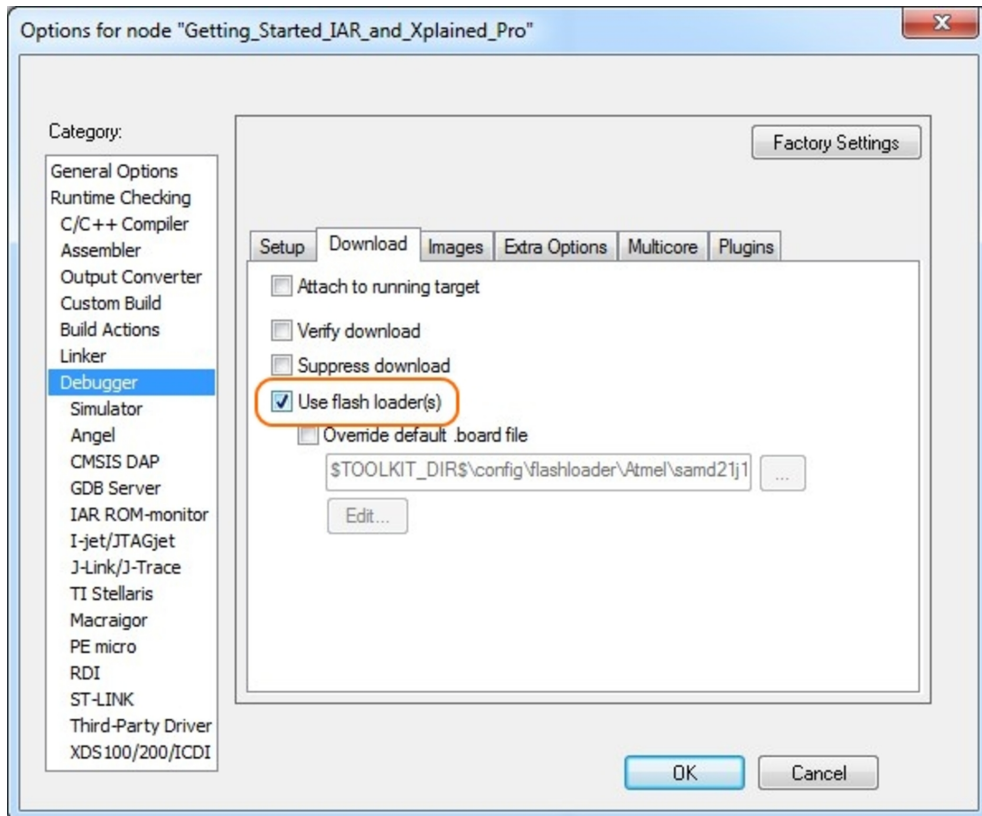 Options for node "Getting_Started_IAR_and_Xplained_Pro"
Category:
Factory Settings
General Options
Runtime Checking
C/C++ Compiler
Assembler
Output Converter
Custom Build
Build Actions
Linker
Debugger
Simulator
Angel
CMSIS DAP
GDB Server
IAR ROM-monitor
I-jet/JTAGjet
J-Link/J-Trace
TI Stellaris
Macraigor
PE micro
RDI
ST-LINK
Third-Party Driver
XDS100/200/ICDI
Setup Download Images Extra Options Multicore Plugins
Attach to running target
Verify download
Suppress download
Use flash loader(s)
Override default .board file
$TOOLKIT_DIR$\config\flashloader\Atmel\samd21j1
...
Edit...
OK Cancel